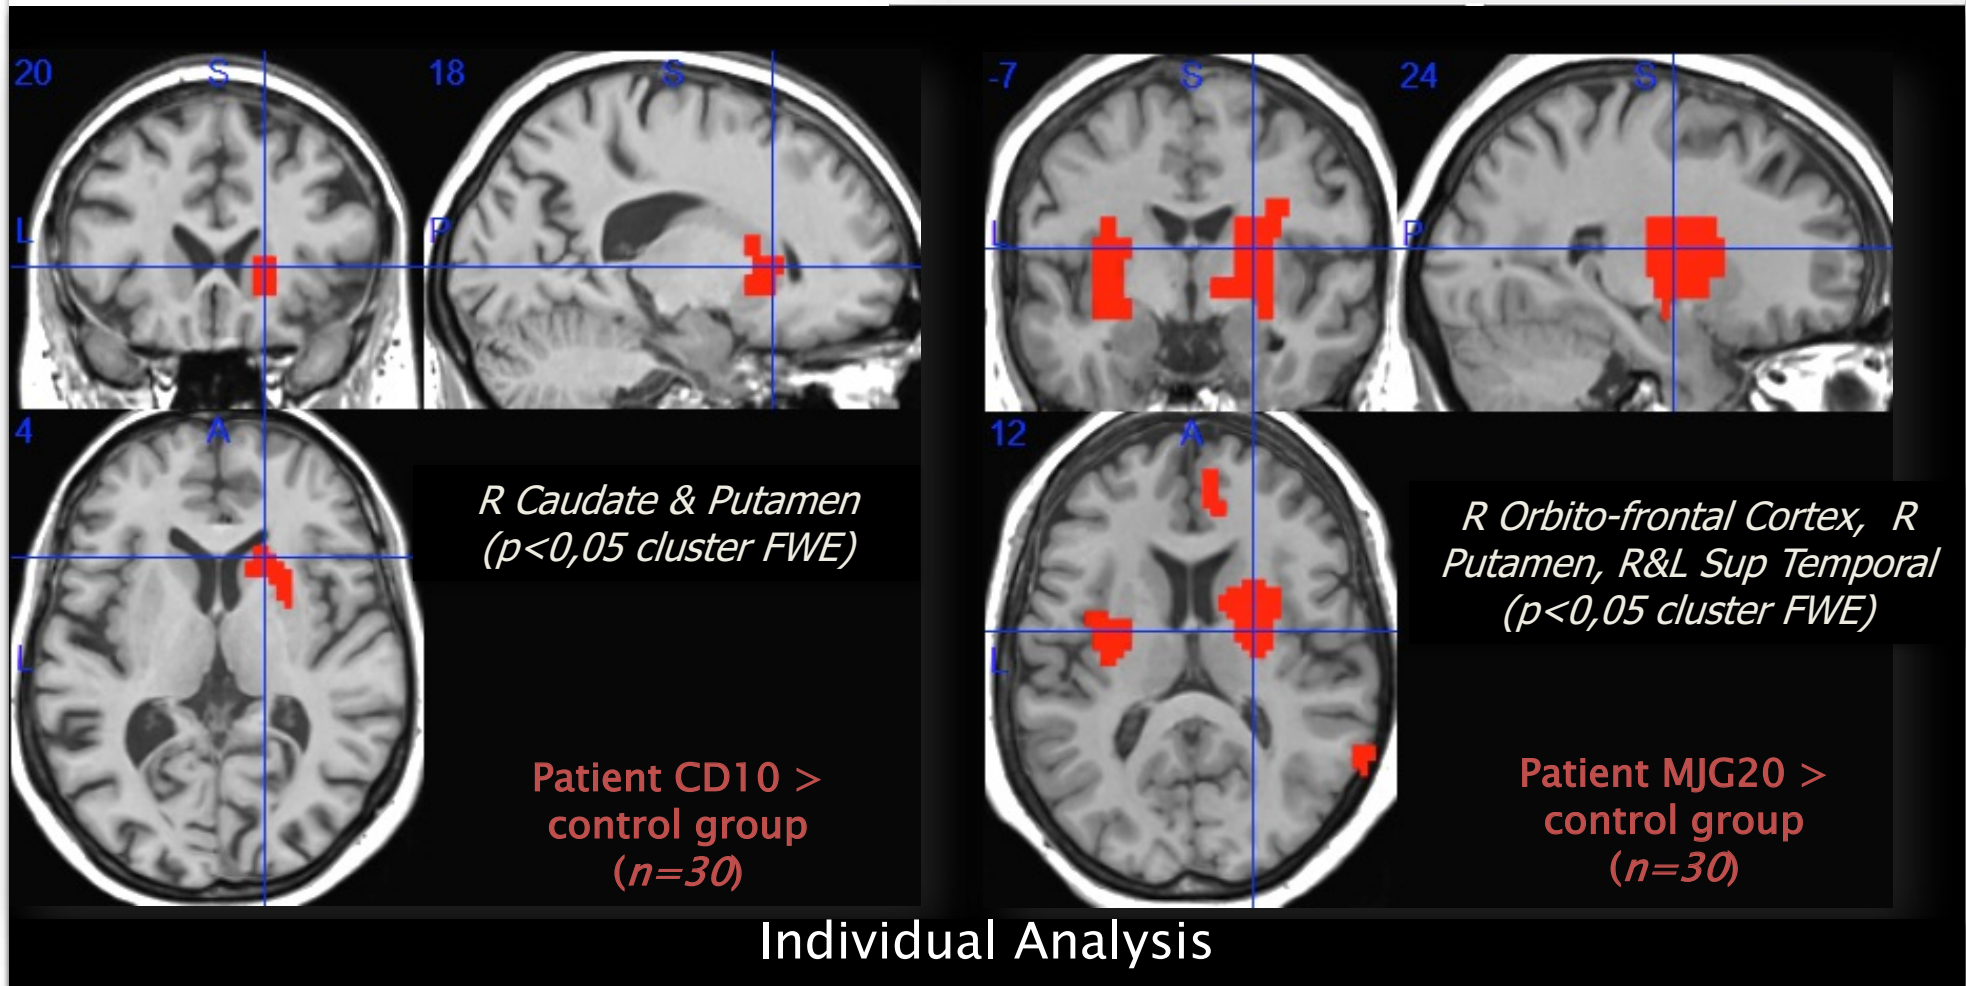 20
S
L
18
S
P
4
A
L
R Caudate & Putamen
(p<0,05 cluster FWE)
Patient CD10 >
control group
(n=30)
-7
S
L
24
S
P
12
A
L
R Orbito-frontal Cortex, R
Putamen, R&L Sup Temporal
(p<0,05 cluster FWE)
Patient MJG20 >
control group
(n=30)
Individual Analysis